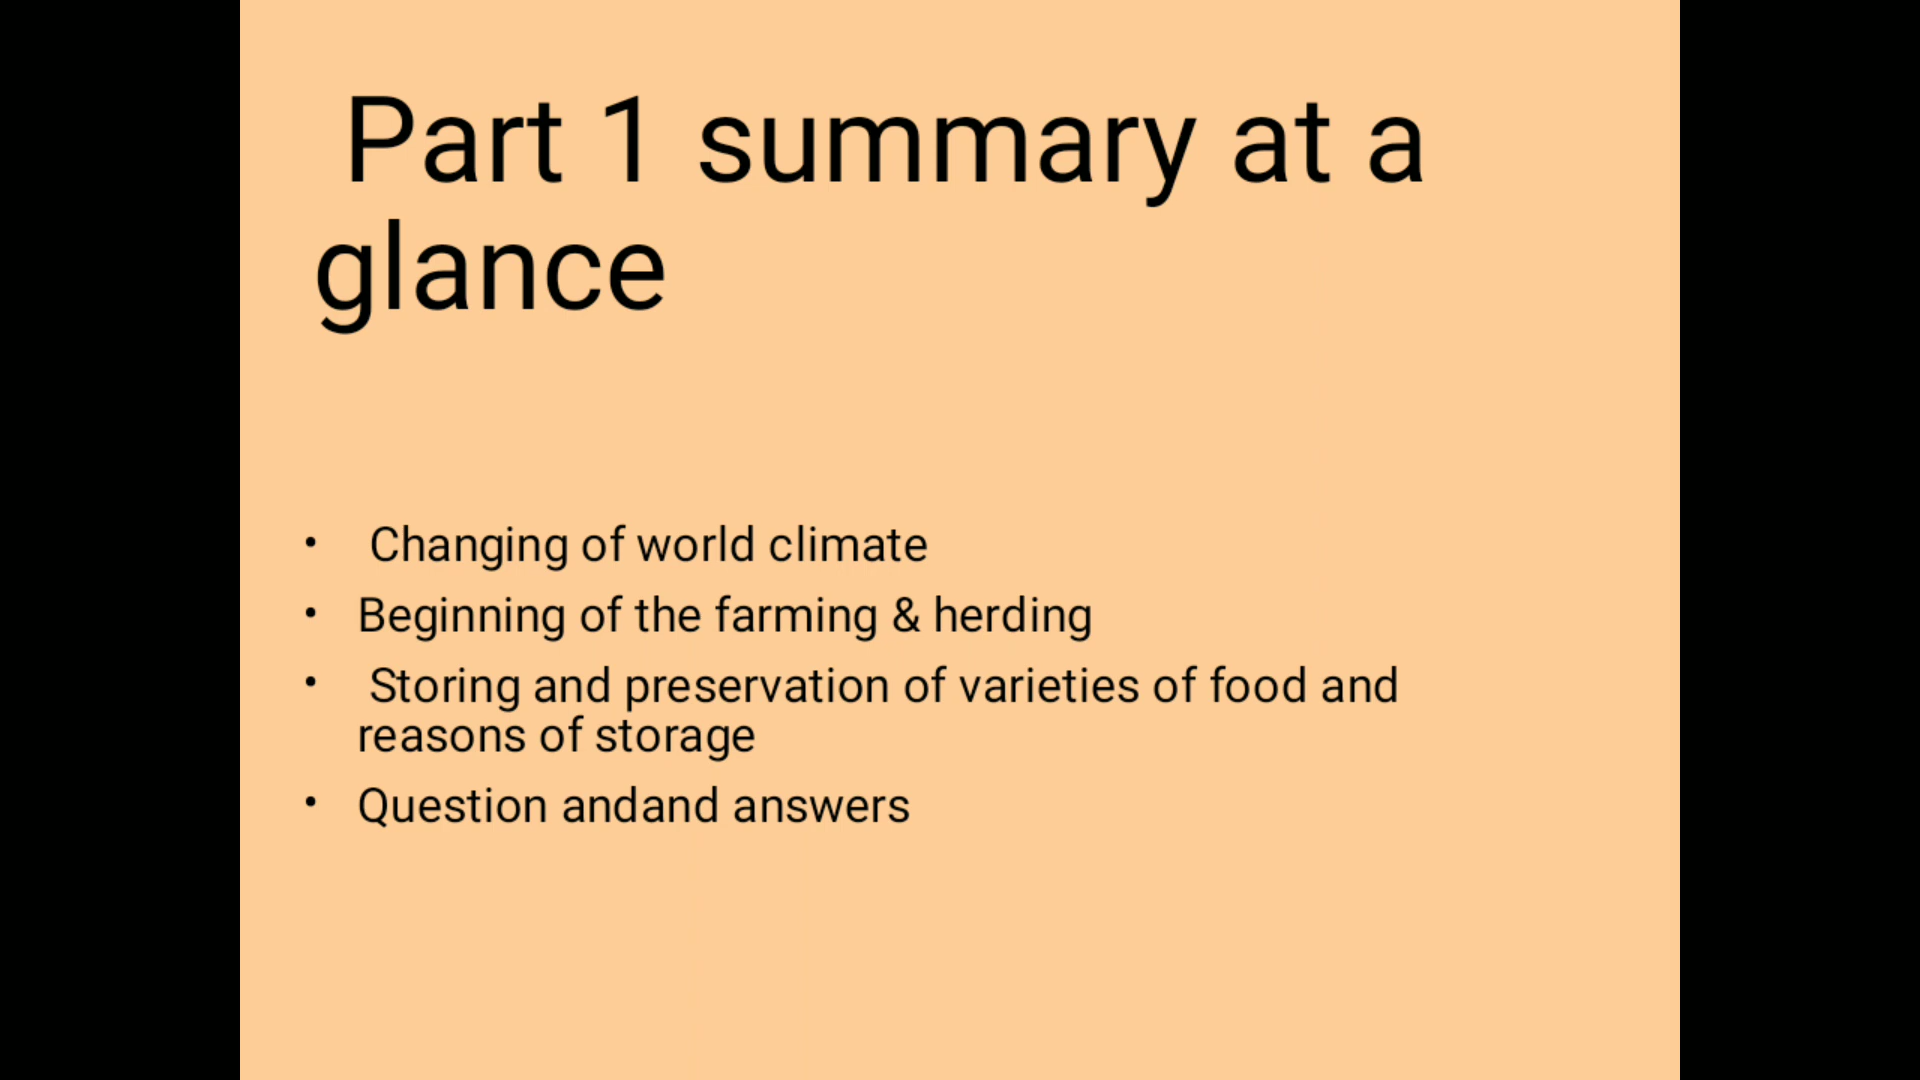 Part 1 summary at a
glance
• Changing of world climate
• Beginning of the farming & herding
• Storing and preservation of varieties of food and
reasons of storage
• Question andand answers